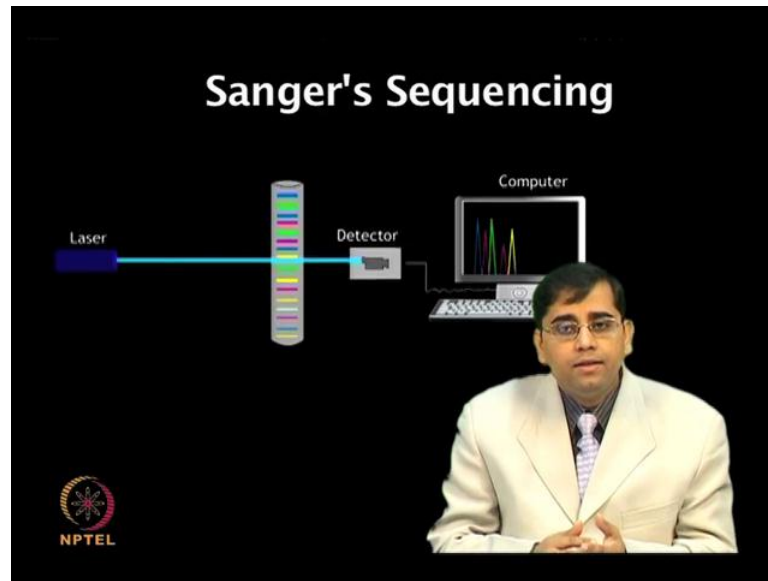 Sanger's Sequencing
Computer
Laser
Detector
NPTEL